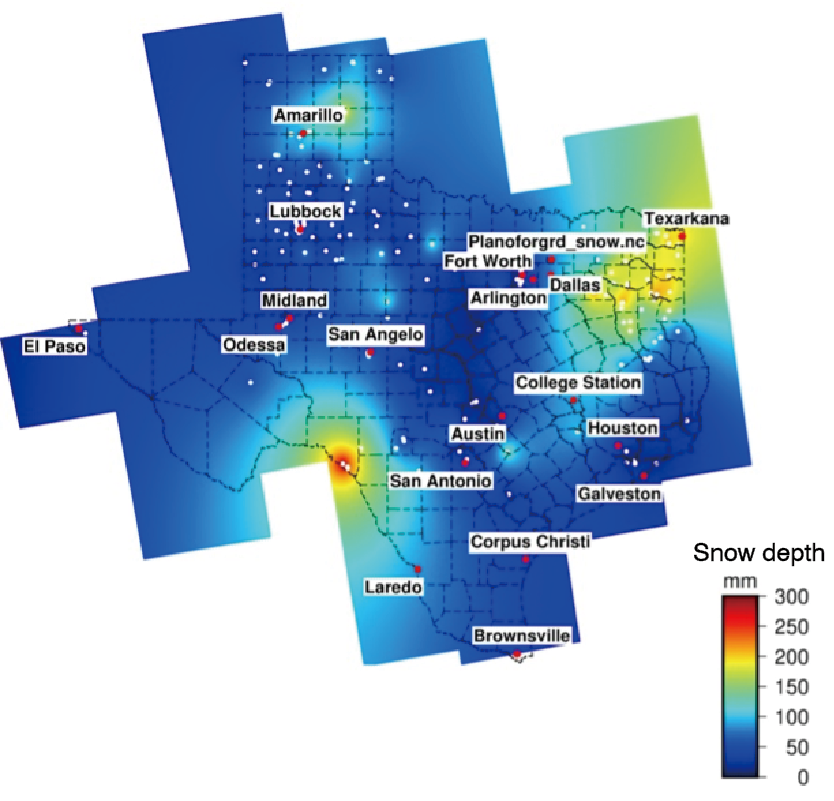 Amarillo
Lubbock
Texarkana
Planoforgrd_snow.nc
Fort Worth
Dallas
Arlington
Midland
San Angelo
El Paso
Odessa
College Station
Austin
Houston
San Antonio
Galveston
Corpus Christi
Laredo
Brownsville
Snow depth
mm
300
250
200
150
100
50
0